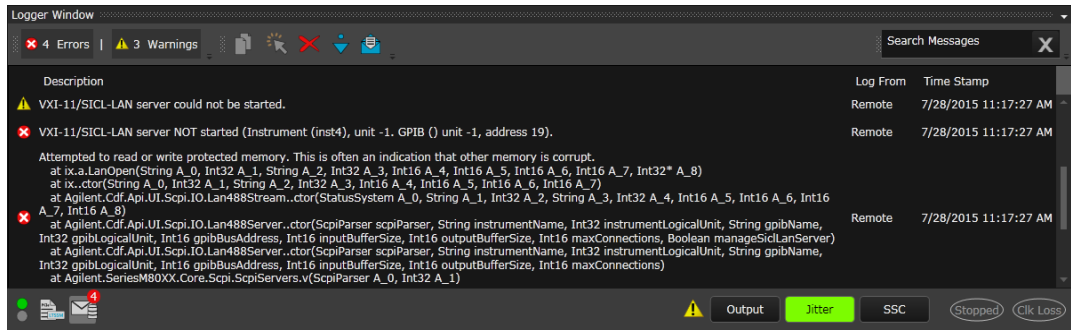 Logger Window
4 Errors | 3 Warnings Search Messages X
Description Log From Time Stamp
VXI-11/SICL-LAN server could not be started. Remote 7/28/2015 11:17:27 AM
VXI-11/SICL-LAN server NOT started (Instrument (inst4), unit -1. GPIB () unit -1, address 19). Remote 7/28/2015 11:17:27 AM
Attempted to read or write protected memory. This is often an indication that other memory is corrupt.
at ix.a.LanOpen(String A_0, Int32 A_1, String A_2, Int32 A_3, Int16 A_4, Int16 A_5, Int16 A_6, Int16 A_7, Int32* A_8)
at ix..ctor(String A_0, Int32 A_1, String A_2, Int32 A_3, Int16 A_4, Int16 A_5, Int16 A_6, Int16 A_7)
at Agilent.Cdf.Api.UI.Scpi.IO.Lan488Stream..ctor(StatusSystem A_0, String A_1, Int32 A_2, String A_3, Int32 A_4, Int16 A_5, Int16 A_6, Int16
A_7, Int16 A_8) Remote 7/28/2015 11:17:27 AM
at Agilent.Cdf.Api.UI.Scpi.IO.Lan488Server..ctor(ScpiParser scpiParser, String instrumentName, Int32 instrumentLogicalUnit, String gpibName,
Int32 gpibLogicalUnit, Int16 gpibBusAddress, Int16 inputBufferSize, Int16 outputBufferSize, Int16 maxConnections, Boolean manageSiclLanServer)
at Agilent.Cdf.Api.UI.Scpi.IO.Lan488Server..ctor(ScpiParser scpiParser, String instrumentName, Int32 instrumentLogicalUnit, String gpibName,
Int32 gpibLogicalUnit, Int16 gpibBusAddress, Int16 inputBufferSize, Int16 outputBufferSize, Int16 maxConnections)
at Agilent.SeriesM80XX.Core.Scpi.ScpiServers.v(ScpiParser A_0, Int32 A_1)
4 Output Jitter SSC Stopped Clk Loss